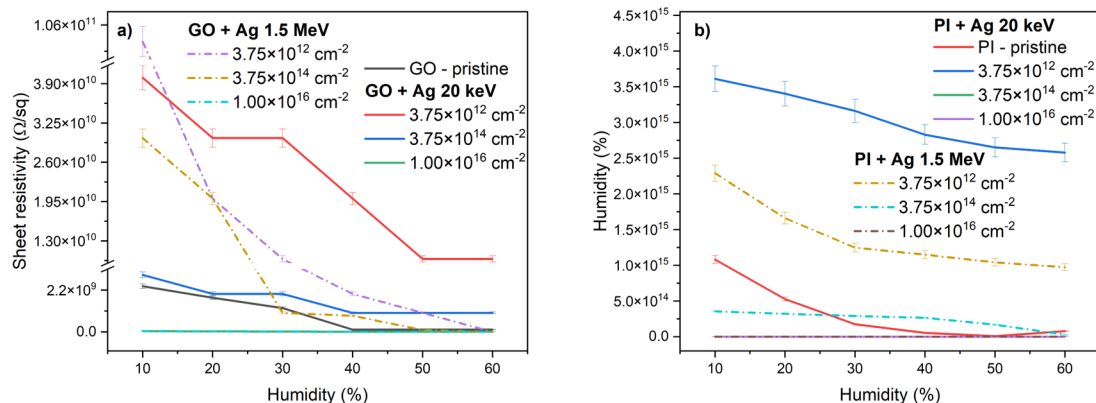 a)
GO + Ag 1.5 MeV
3.75×10¹² cm⁻²
3.75×10¹⁴ cm⁻²
1.00×10¹⁶ cm⁻²
GO - pristine
GO + Ag 20 keV
3.75×10¹² cm⁻²
3.75×10¹⁴ cm⁻²
1.00×10¹⁶ cm⁻²
Sheet resistivity (Ω/sq)
1.06×10¹¹
3.90×10¹⁰
3.25×10¹⁰
2.60×10¹⁰
1.95×10¹⁰
1.30×10¹⁰
2.2×10⁹
0.0
10 20 30 40 50 60
Humidity (%)
b)
PI + Ag 20 keV
PI - pristine
3.75×10¹² cm⁻²
3.75×10¹⁴ cm⁻²
1.00×10¹⁶ cm⁻²
PI + Ag 1.5 MeV
3.75×10¹² cm⁻²
3.75×10¹⁴ cm⁻²
1.00×10¹⁶ cm⁻²
Humidity (%)
4.5×10¹⁵
4.0×10¹⁵
3.5×10¹⁵
3.0×10¹⁵
2.5×10¹⁵
2.0×10¹⁵
1.5×10¹⁵
1.0×10¹⁵
5.0×10¹⁴
0.0
10 20 30 40 50 60
Humidity (%)